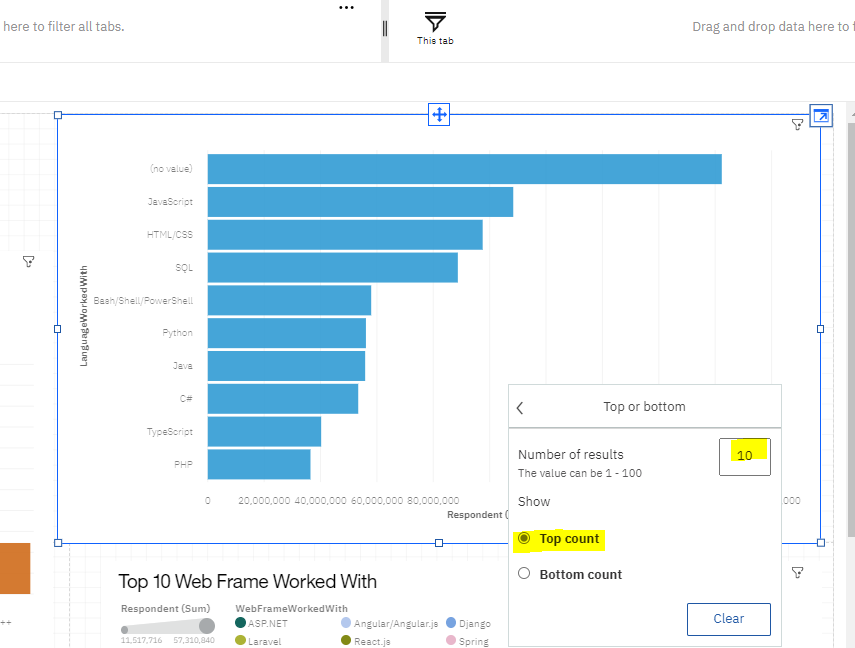 here to filter all tabs.
This tab
Drag and drop data here to
(no value)
JavaScript
HTML/CSS
SQL
Bash/Shell/PowerShell
Python
Java
C#
TypeScript
PHP
LanguageWorkedWith
0 20,000,000 40,000,000 60,000,000 80,000,000 000
Respondent (
Top or bottom
Number of results
10
The value can be 1 - 100
Show
Top count
Bottom count
Clear
++
Top 10 Web Frame Worked With
Respondent (Sum)
11,517,716 57,310,840
WebFrameWorkedWith
ASP.NET Angular/Angular.js Django
Laravel React.js Spring